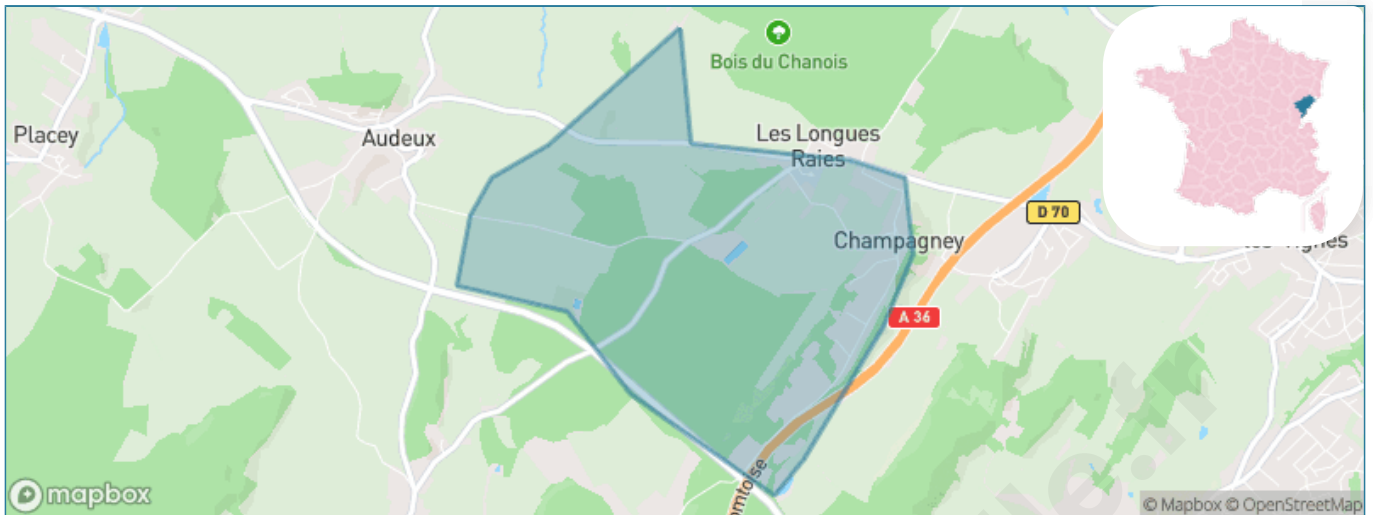 Bois du Chanois
Placey
Audeux
Les Longues
Raies
D 70
Champagney
A 36
mapbox
© Mapbox © OpenStreetMap